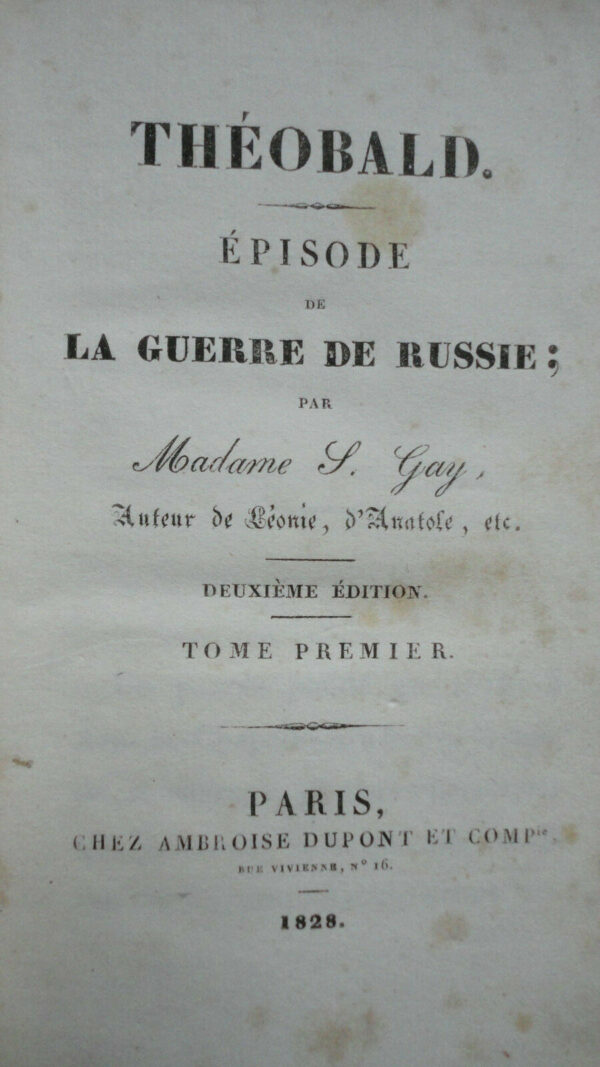 THÉOBALD.
ÉPISODE
DE
LA GUERRE DE RUSSIE;
PAR
Madame S. Gay,
Auteur de Léonie, d'Anatole, etc.
DEUXIÈME ÉDITION.
TOME PREMIER.
PARIS,
CHEZ AMBROISE DUPONT ET COMPie.
RUE VIVIENNE, No 16.
1828.